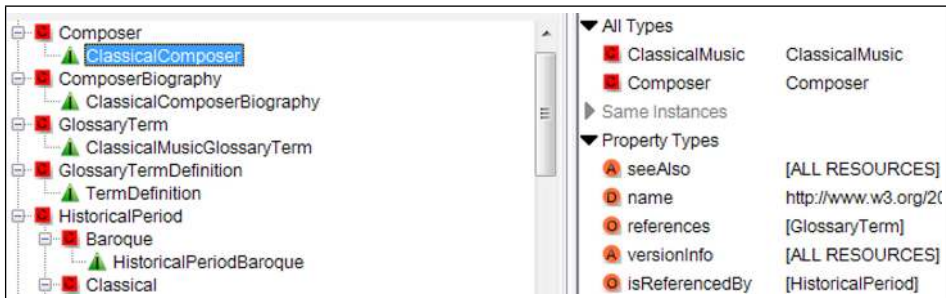 Composer
ClassicalComposer
ComposerBiography
ClassicalComposerBiography
GlossaryTerm
ClassicalMusicGlossaryTerm
GlossaryTermDefinition
TermDefinition
HistoricalPeriod
Baroque
HistoricalPeriodBaroque
Classical
All Types
ClassicalMusic ClassicalMusic
Composer Composer
Same Instances
Property Types
A seeAlso [ALL RESOURCES]
D name http://www.w3.org/20
O references [GlossaryTerm]
A versionInfo [ALL RESOURCES]
O isReferencedBy [HistoricalPeriod]